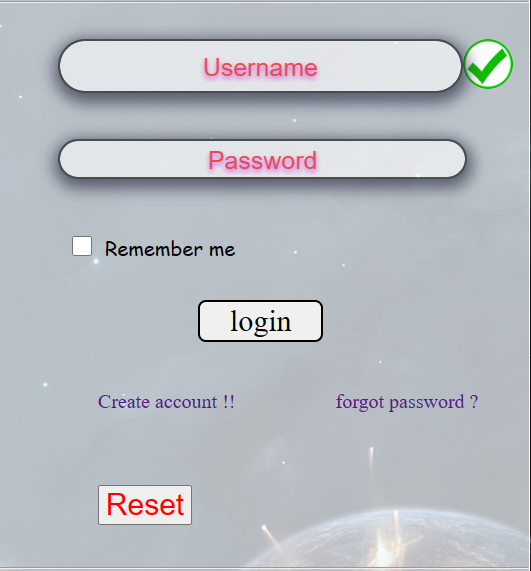 Username
Password
Remember me
login
Create account !!
forgot password ?
Reset